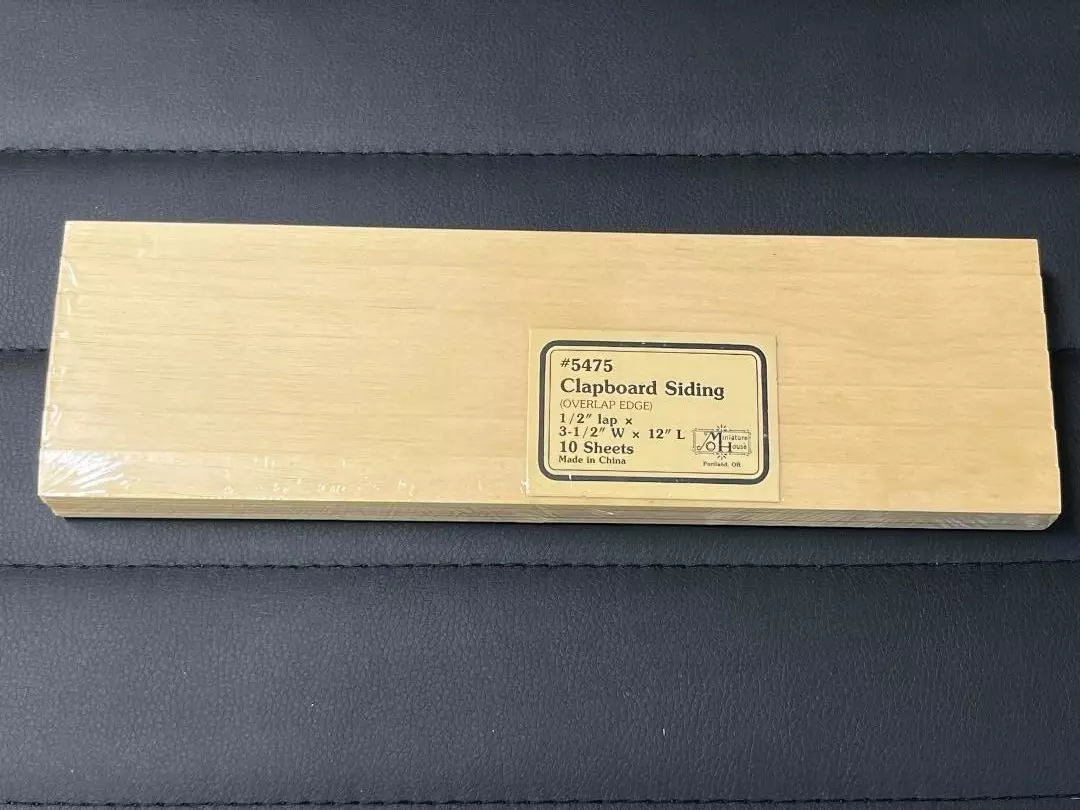 #5475
Clapboard Siding
(OVERLAP EDGE)
1/2" lap ×
3-1/2" W × 12" L
10 Sheets
Made in China
Miniature
House
Portland, OR